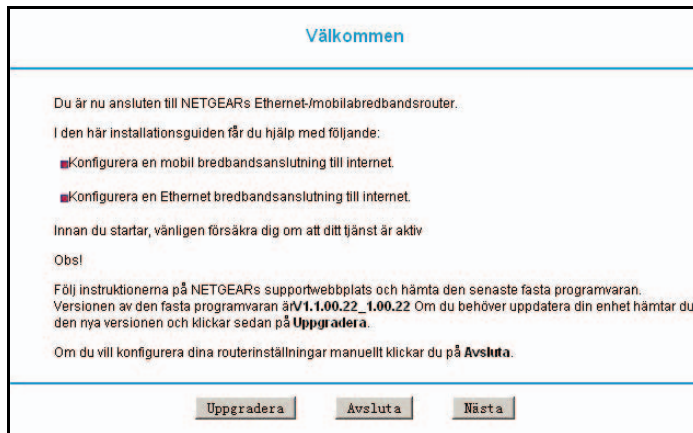 Välkommen
Du är nu ansluten till NETGEARs Ethernet-/mobilabredbandsrouter.
I den här installationsguiden får du hjälp med följande:
Konfigurera en mobil bredbandsanslutning till internet.
Konfigurera en Ethernet bredbandsanslutning till internet.
Innan du startar, vänligen försäkra dig om att ditt tjänst är aktiv
Obs!
Följ instruktionerna på NETGEARs supportwebbplats och hämta den senaste fasta programvaran.
Versionen av den fasta programvaran ärV1.1.00.22_1.00.22 Om du behöver uppdatera din enhet hämtar du
den nya versionen och klickar sedan på Uppgradera.
Om du vill konfigurera dina routerinställningar manuellt klickar du på Avsluta.
Uppgradera Avsluta Nästa